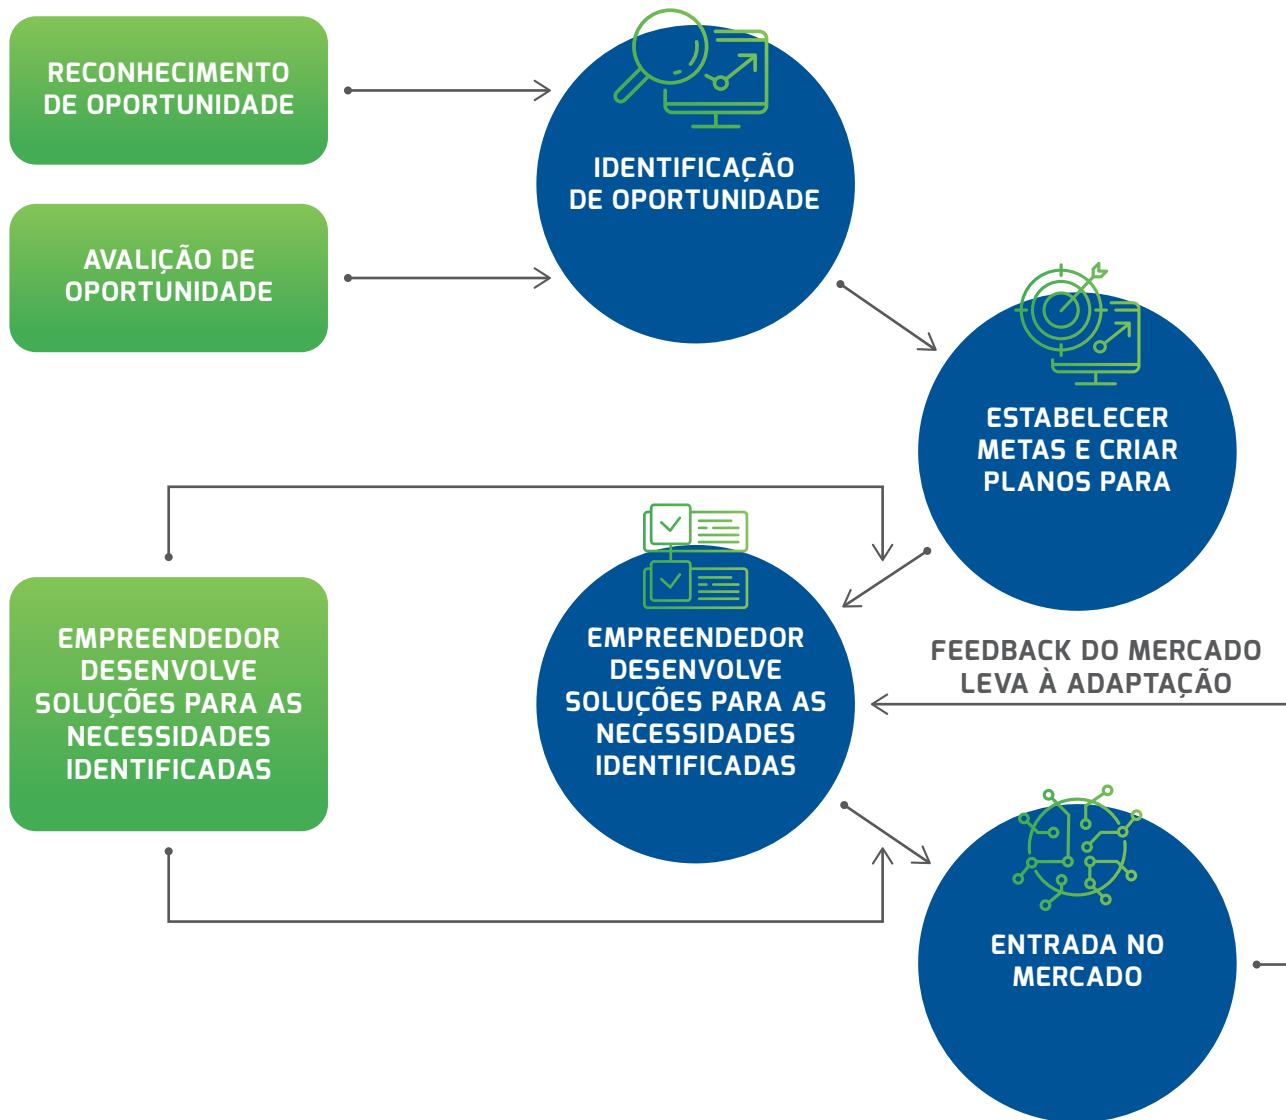 RECONHECIMENTO
DE OPORTUNIDADE
IDENTIFICAÇÃO
DE OPORTUNIDADE
AVALIÇÃO DE
OPORTUNIDADE
ESTABELECER
METAS E CRIAR
PLANOS PARA
EMPREENDEDOR
DESENVOLVE
SOLUÇÕES PARA AS
NECESSIDADES
IDENTIFICADAS
EMPREENDEDOR
DESENVOLVE
SOLUÇÕES PARA AS
NECESSIDADES
IDENTIFICADAS
FEEDBACK DO MERCADO
LEVA À ADAPTAÇÃO
ENTRADA NO
MERCADO